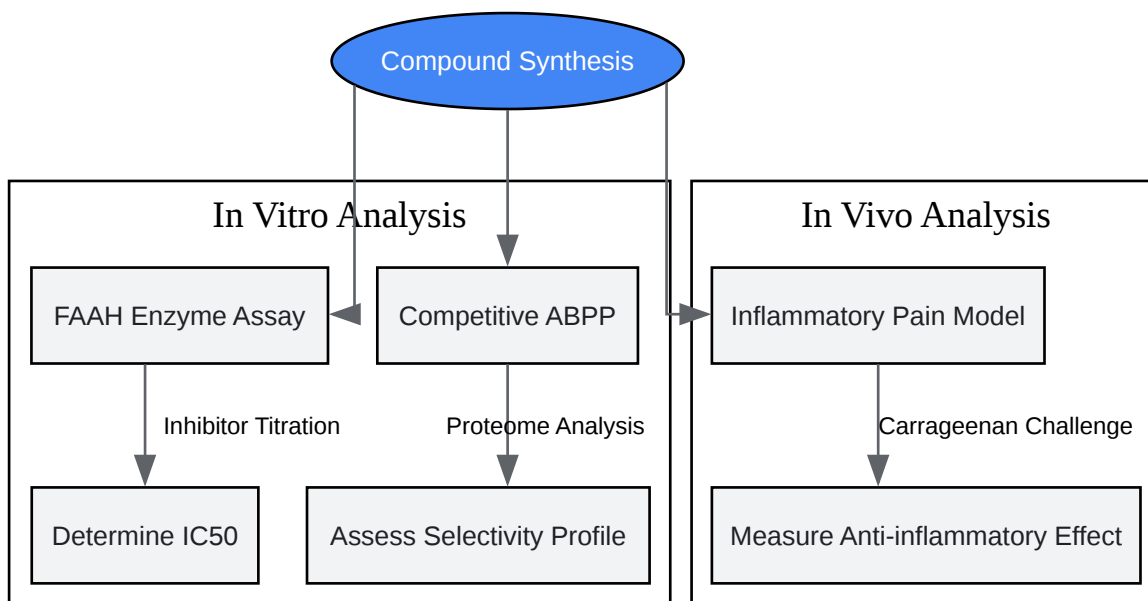 Compound Synthesis
In Vitro Analysis
In Vivo Analysis
FAAH Enzyme Assay
Competitive ABPP
Inflammatory Pain Model
Inhibitor Titration
Proteome Analysis
Carrageenan Challenge
Determine IC50
Assess Selectivity Profile
Measure Anti-inflammatory Effect